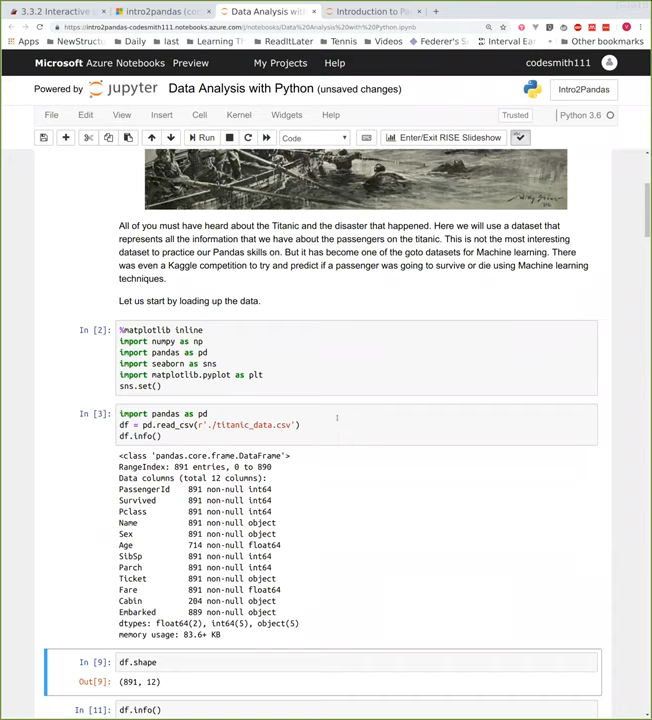 3.3.2 Interactive s
intro2pandas (cod
Data Analysis with
Introduction to Pa
https://intro2pandas-codesmith111.notebooks.azure.com/j/notebooks/Data%20Analysis%20with%20Python.ipynb
NewStructu
Daily
last
Learning Th
ReadItLater
Tennis
Videos
Federer's S
Interval Ea
Other bookmarks
Microsoft Azure Notebooks Preview My Projects Help codesmith111
Powered by jupyter Data Analysis with Python (unsaved changes) Intro2Pandas
File Edit View Insert Cell Kernel Widgets Help Trusted Python 3.6
Run Code Enter/Exit RISE Slideshow
All of you must have heard about the Titanic and the disaster that happened. Here we will use a dataset that
represents all the information that we have about the passengers on the titanic. This is not the most interesting
dataset to practice our Pandas skills on. But it has become one of the goto datasets for Machine learning. There
was even a Kaggle competition to try and predict if a passenger was going to survive or die using Machine learning
techniques.
Let us start by loading up the data.
In [2]: %matplotlib inline
import numpy as np
import pandas as pd
import seaborn as sns
import matplotlib.pyplot as plt
sns.set()
In [3]: import pandas as pd
df = pd.read_csv(r'./titanic_data.csv')
df.info()
<class 'pandas.core.frame.DataFrame'>
RangeIndex: 891 entries, 0 to 890
Data columns (total 12 columns):
PassengerId 891 non-null int64
Survived 891 non-null int64
Pclass 891 non-null int64
Name 891 non-null object
Sex 891 non-null object
Age 714 non-null float64
SibSp 891 non-null int64
Parch 891 non-null int64
Ticket 891 non-null object
Fare 891 non-null float64
Cabin 204 non-null object
Embarked 889 non-null object
dtypes: float64(2), int64(5), object(5)
memory usage: 83.6+ KB
In [9]: df.shape
Out[9]: (891, 12)
In [11]: df.info()